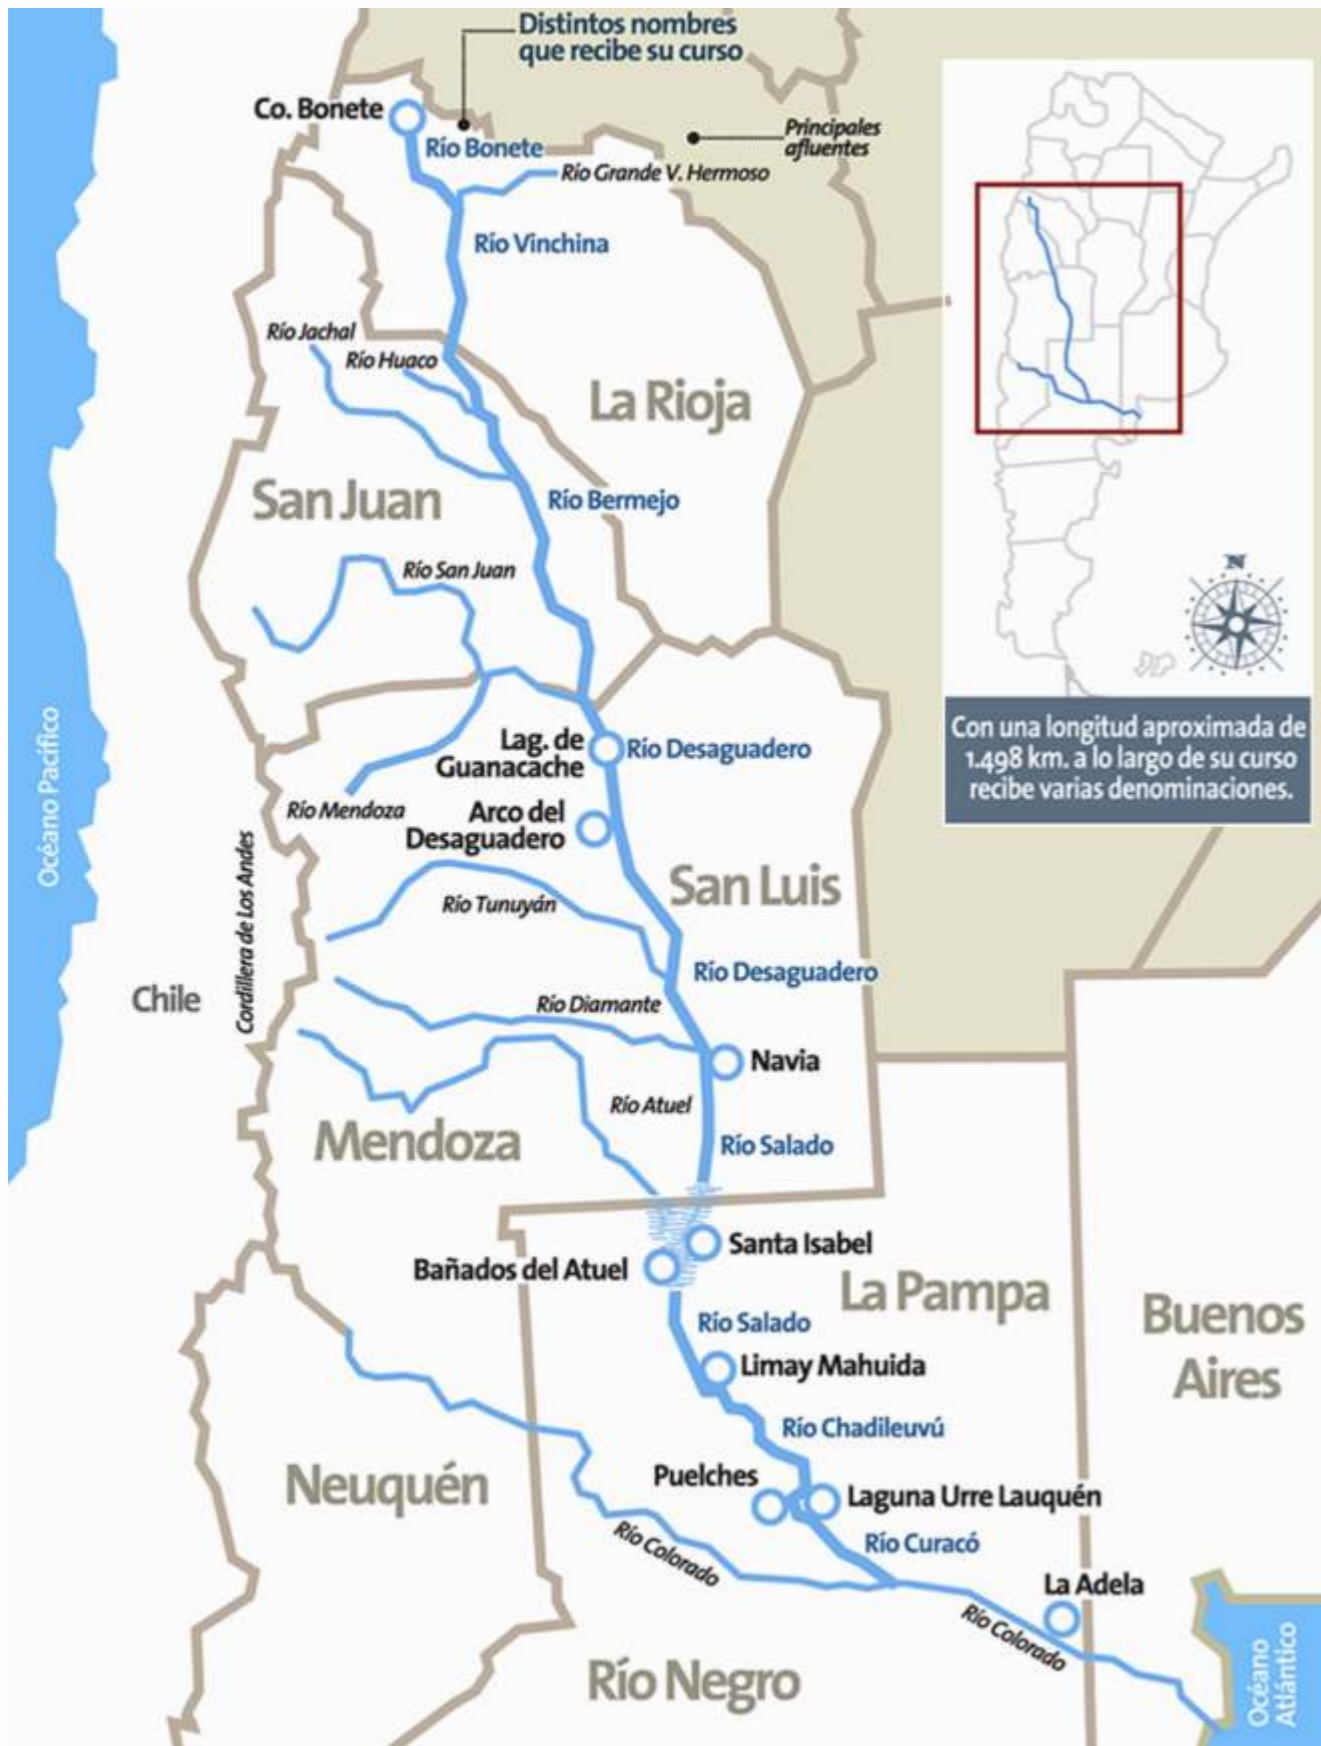 Distintos nombres
que recibe su curso
Co. Bonete
Río Bonete
Principales
afluentes
Río Grande V. Hermoso
Río Vinchina
Río Jachal
Río Huaco
La Rioja
San Juan
Río Bermejo
Río San Juan
N
Océano Pacífico
Lag. de
Guanacache
Río Desaguadero
Con una longitud aproximada de
1.498 km. a lo largo de su curso
recibe varias denominaciones.
Río Mendoza
Arco del
Desaguadero
Cordillera de Los Andes
San Luis
Río Tunuyán
Río Desaguadero
Chile
Río Diamante
Navia
Río Atuel
Mendoza
Río Salado
Santa Isabel
Bañados del Atuel
La Pampa
Buenos
Aires
Río Salado
Limay Mahuida
Río Chadileuvú
Neuquén
Puelches
Laguna Urre Lauquén
Río Colorado
Río Curacó
La Adela
Río Colorado
Río Negro
Océano
Atlántico